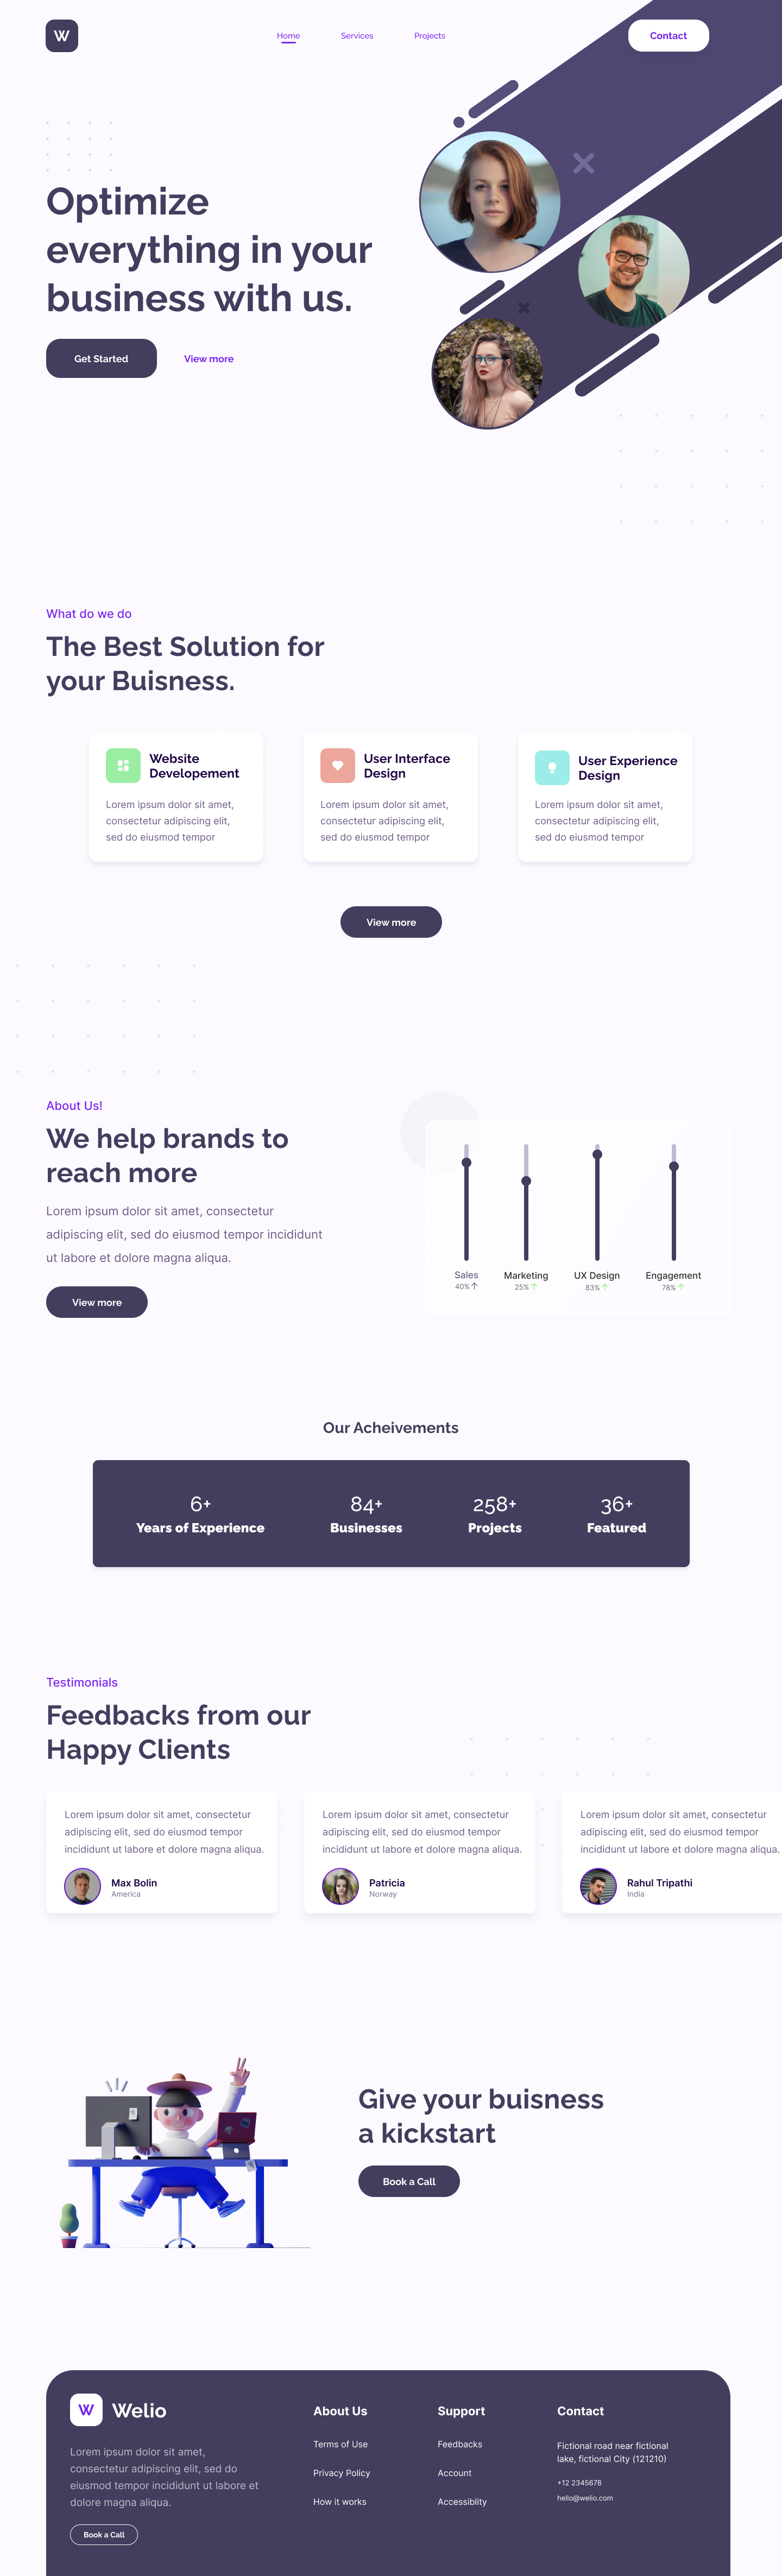 W
Home
Services
Projects
Contact
Optimize
everything in your
business with us.
Get Started
View more
What do we do
The Best Solution for
your Buisness.
Website
Developement
Lorem ipsum dolor sit amet,
consectetur adipiscing elit,
sed do eiusmod tempor
User Interface
Design
Lorem ipsum dolor sit amet,
consectetur adipiscing elit,
sed do eiusmod tempor
User Experience
Design
Lorem ipsum dolor sit amet,
consectetur adipiscing elit,
sed do eiusmod tempor
View more
About Us!
We help brands to
reach more
Lorem ipsum dolor sit amet, consectetur
adipiscing elit, sed do eiusmod tempor incididunt
ut labore et dolore magna aliqua.
View more
Sales
40%
Marketing
25%
UX Design
83%
Engagement
78%
Our Acheivements
6+
Years of Experience
84+
Businesses
258+
Projects
36+
Featured
Testimonials
Feedbacks from our
Happy Clients
Lorem ipsum dolor sit amet, consectetur
adipiscing elit, sed do eiusmod tempor
incididunt ut labore et dolore magna aliqua.
Max Bolin
America
Lorem ipsum dolor sit amet, consectetur
adipiscing elit, sed do eiusmod tempor
incididunt ut labore et dolore magna aliqua.
Patricia
Norway
Lorem ipsum dolor sit amet, consectetur
adipiscing elit, sed do eiusmod tempor
incididunt ut labore et dolore magna aliqua.
Rahul Tripathi
India
Give your buisness
a kickstart
Book a Call
W
Welio
Lorem ipsum dolor sit amet,
consectetur adipiscing elit, sed do
eiusmod tempor incididunt ut labore et
dolore magna aliqua.
Book a Call
About Us
Terms of Use
Privacy Policy
How it works
Support
Feedbacks
Account
Accessiblity
Contact
Fictional road near fictional
lake, fictional City (121210)
+12 2345678
hello@welio.com